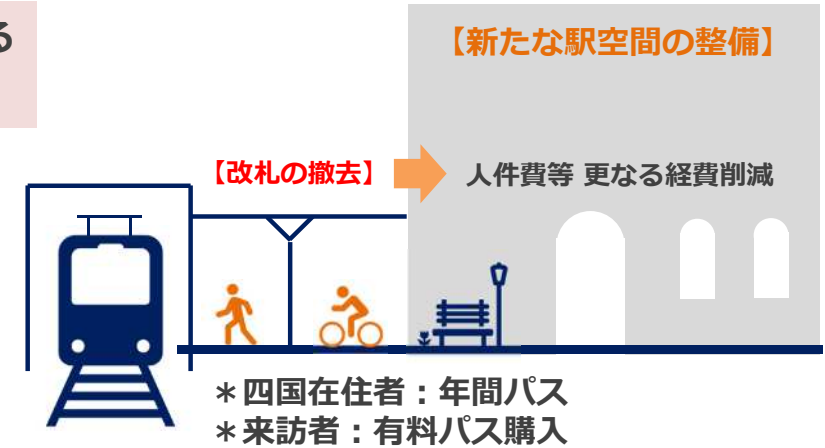 る
【新たな駅空間の整備】
【改札の撤去】
人件費等 更なる経費削減
＊四国在住者：年間パス
＊来訪者：有料パス購入